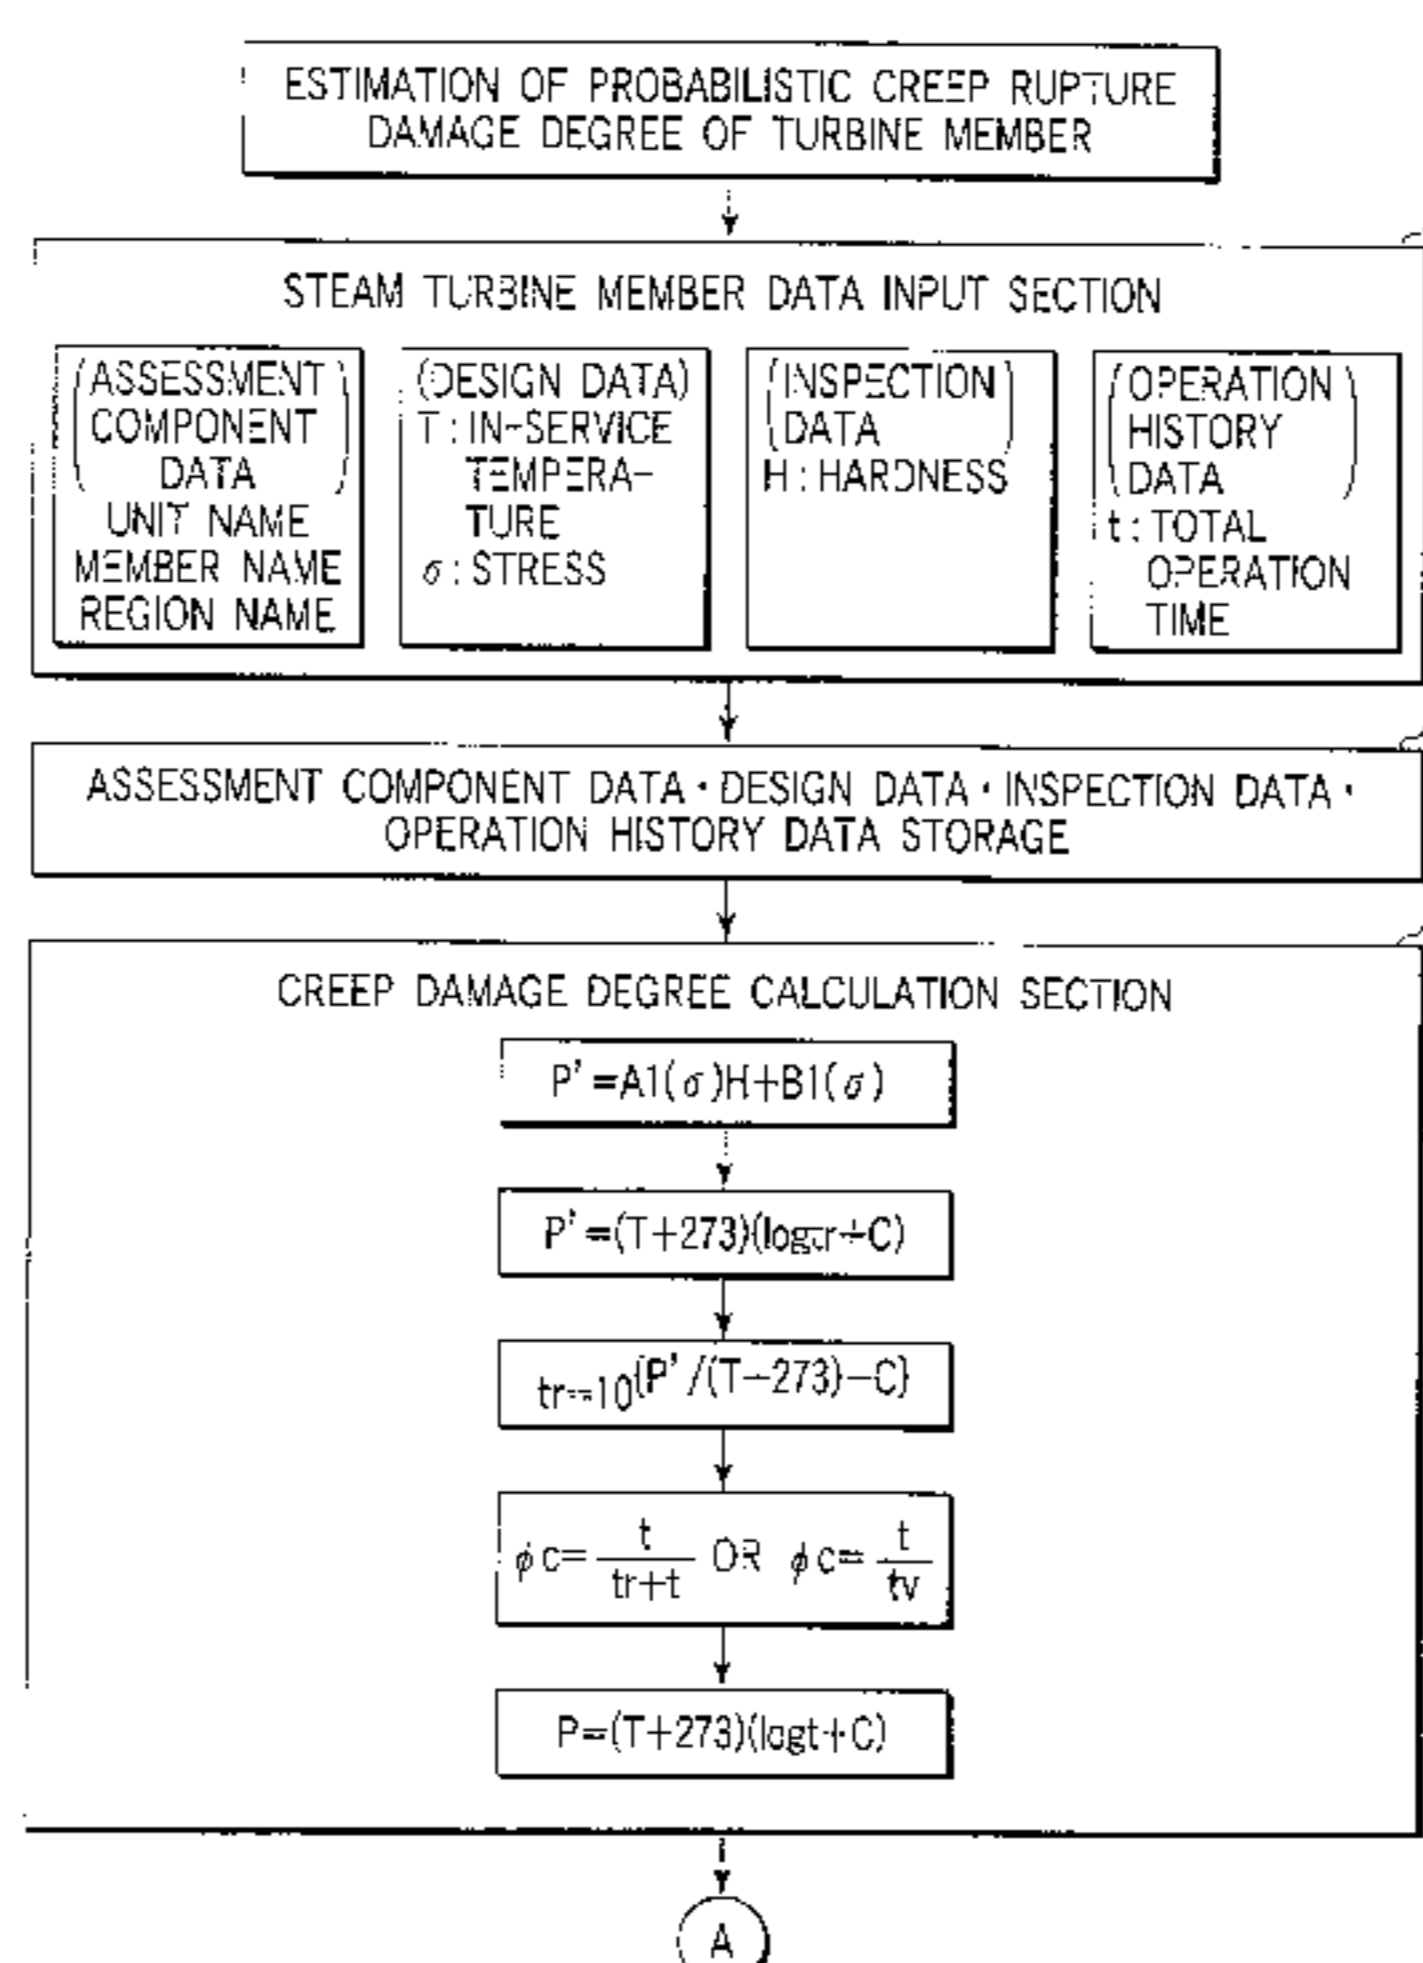 ESTIMATION OF PROBABILISTIC CREEP RUPTURE
DAMAGE DEGREE OF TURBINE MEMBER
STEAM TURBINE MEMBER DATA INPUT SECTION
(ASSESSMENT
COMPONENT
DATA)
UNIT NAME
MEMBER NAME
REGION NAME
(DESIGN DATA)
T : IN-SERVICE
TEMPERA-
TURE
σ : STRESS
(INSPECTION
DATA)
H : HARDNESS
(OPERATION
HISTORY
DATA)
t : TOTAL
OPERATION
TIME
ASSESSMENT COMPONENT DATA・DESIGN DATA・INSPECTION DATA・
OPERATION HISTORY DATA STORAGE
CREEP DAMAGE DEGREE CALCULATION SECTION
P'=A1(σ)H+B1(σ)
P'=(T+273)(logtr+C)
tr=10{P'/(T+273)-C}
φc=t/(tr+t) OR φc=t/tv
P=(T+273)(logt+C)
A